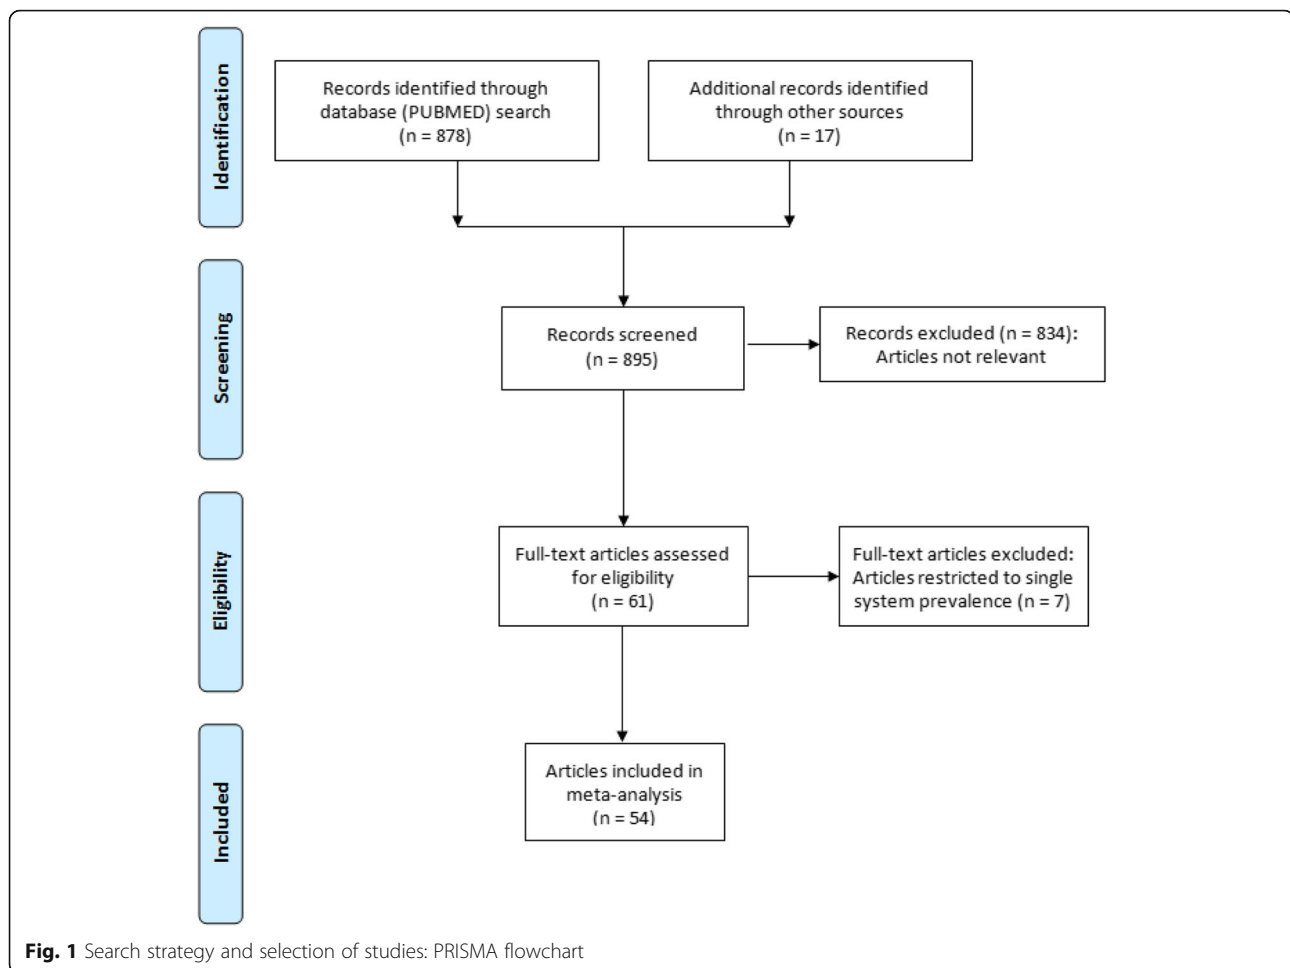 Identification
Records identified through
database (PUBMED) search
(n = 878)
Additional records identified
through other sources
(n = 17)
Screening
Records screened
(n = 895)
Records excluded (n = 834):
Articles not relevant
Eligibility
Full-text articles assessed
for eligibility
(n = 61)
Full-text articles excluded:
Articles restricted to single
system prevalence (n = 7)
Included
Articles included in
meta-analysis
(n = 54)
Fig. 1 Search strategy and selection of studies: PRISMA flowchart